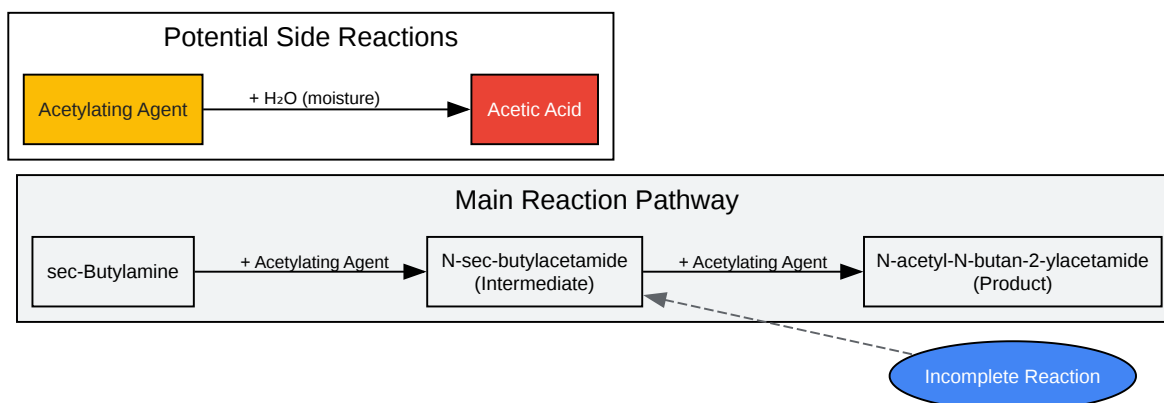 Potential Side Reactions
Acetylating Agent
+ H₂O (moisture)
Acetic Acid
Main Reaction Pathway
sec-Butylamine
+ Acetylating Agent
N-sec-butylacetamide
(Intermediate)
+ Acetylating Agent
N-acetyl-N-butan-2-ylacetamide
(Product)
Incomplete Reaction